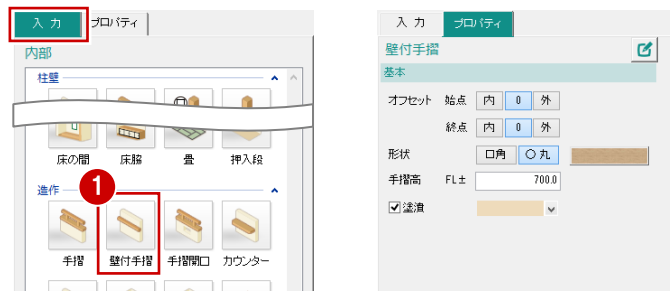 入 力 プロパティ
内部
柱壁
床の間 床脇 畳 押入段
造作
1
手摺 壁付手摺 手摺開口 カウンター
入 力 プロパティ
壁付手摺
基本
オフセット 始点 内 0 外
終点 内 0 外
形状 口角 〇丸
手摺高 FL± 700.0
塗潰